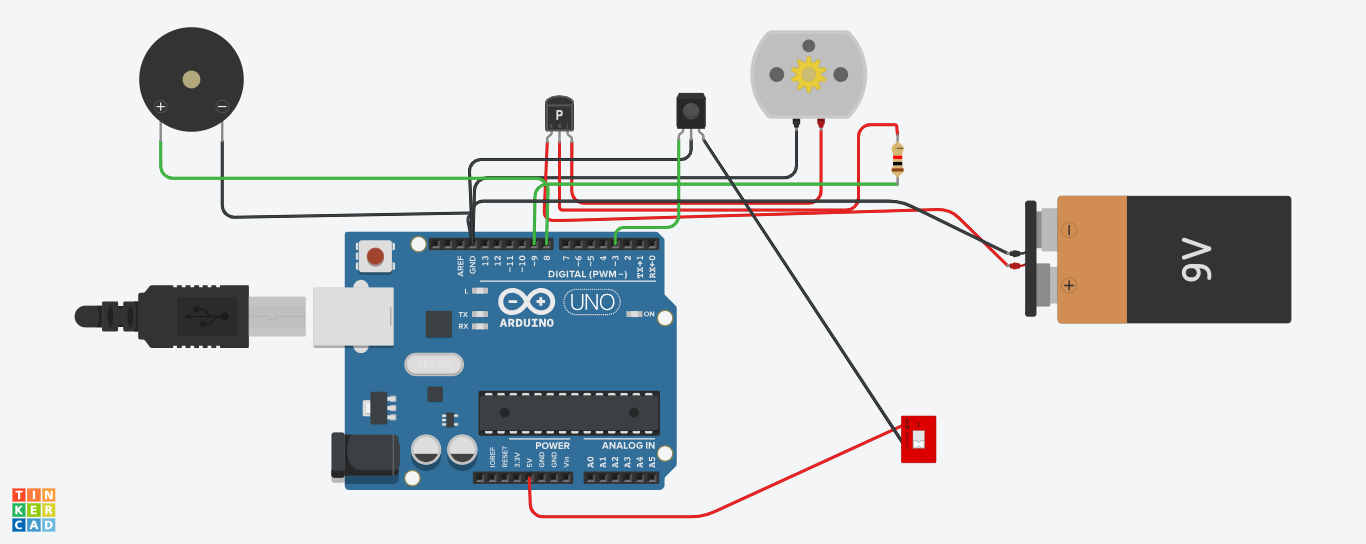 + −
P
AREF
GND
13
12
~11
~10
~9
8
7
~6
~5
4
~3
2
TX→1
RX←0
DIGITAL (PWM~)
L
TX
RX
UNO
ARDUINO
ON
−
+
9V
POWER
ANALOG IN
IOREF
RESET
3.3V
5V
GND
GND
Vin
A0
A1
A2
A3
A4
A5
TIN
KER
CAD